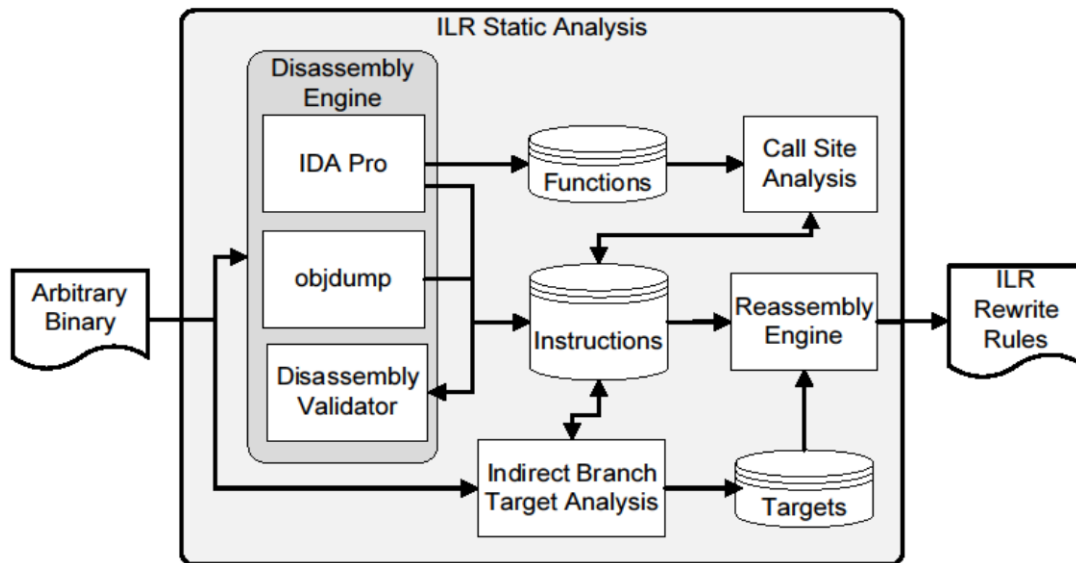 ILR Static Analysis
Disassembly
Engine
IDA Pro
Functions
Call Site
Analysis
objdump
Arbitrary
Binary
Instructions
Reassembly
Engine
ILR
Rewrite
Rules
Disassembly
Validator
Indirect Branch
Target Analysis
Targets